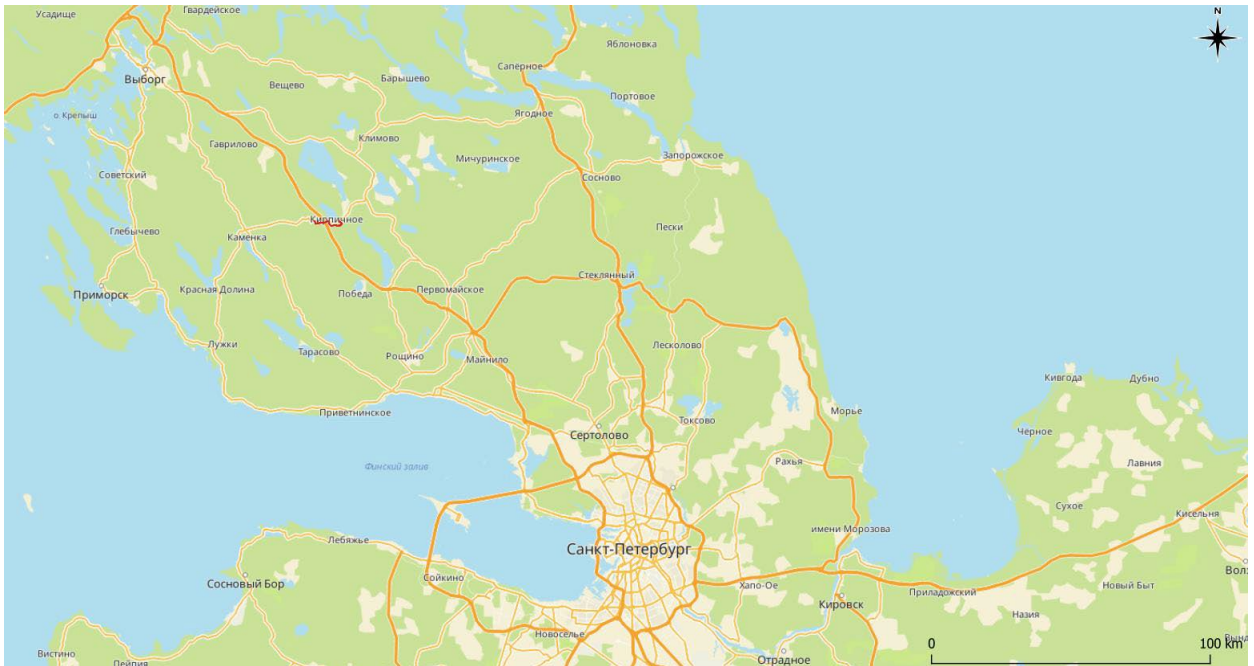 Усадище
Гвардейское
N
Яблоновка
Сапёрное
Выборг
Вещево
Барышево
Портовое
о. Крепыш
Ягодное
Климово
Гаврилово
Мичуринское
Запорожское
Советский
Сосново
Кирпичное
Глебычево
Каменка
Пески
Стеклянный
Приморск
Красная Долина
Победа
Первомайское
Лужки
Тарасово
Рощино
Майнило
Лесколово
Кивгода
Дубно
Приветнинское
Морье
Токсово
Сертолово
Чёрное
Финский залив
Рахья
Лавния
Сухое
Кисельня
имени Морозова
Лебяжье
Санкт-Петербург
Сосновый Бор
Сойкино
Хапо-Ое
Приладожский
Новый Быт
Кировск
Назия
Новоселье
0
100 km
Вистино
Отрадное